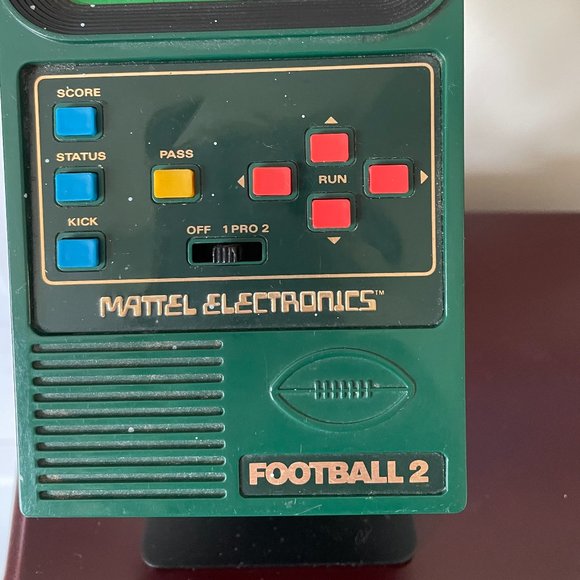 SCORE
STATUS
PASS
RUN
KICK
OFF 1 PRO 2
MATTEL ELECTRONICS™
FOOTBALL 2